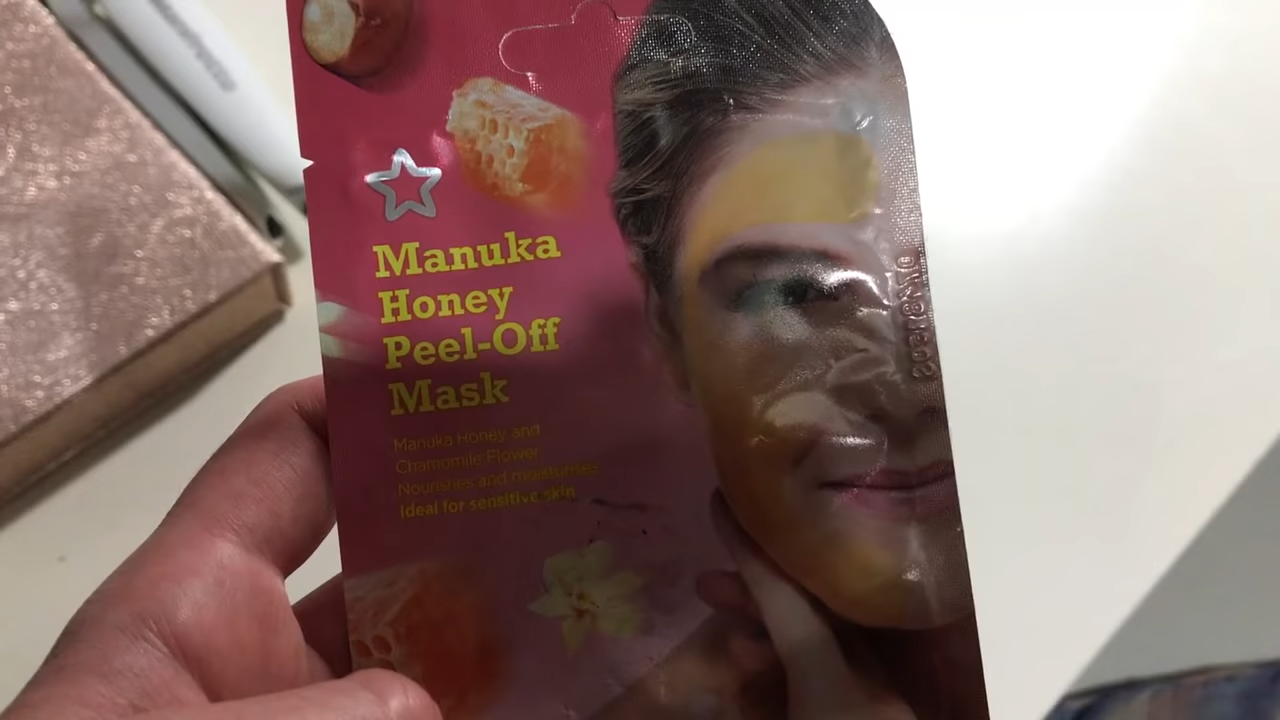 Manuka
Honey
Peel-Off
Mask
Manuka Honey and
Chamomile Flower
Nourishes and moisturises
Ideal for sensitive skin